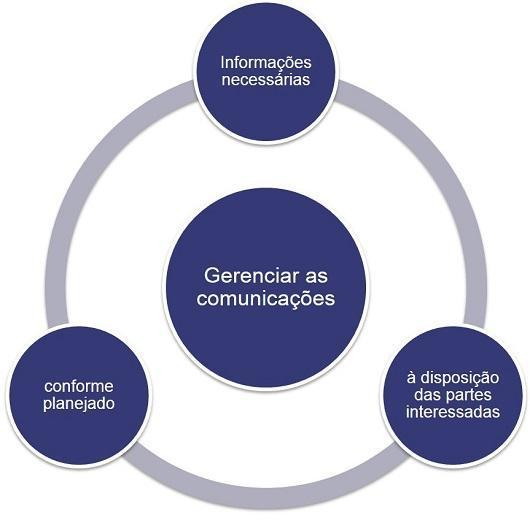 Informações
necessárias
Gerenciar as
comunicações
à disposição
das partes
interessadas
conforme
planejado